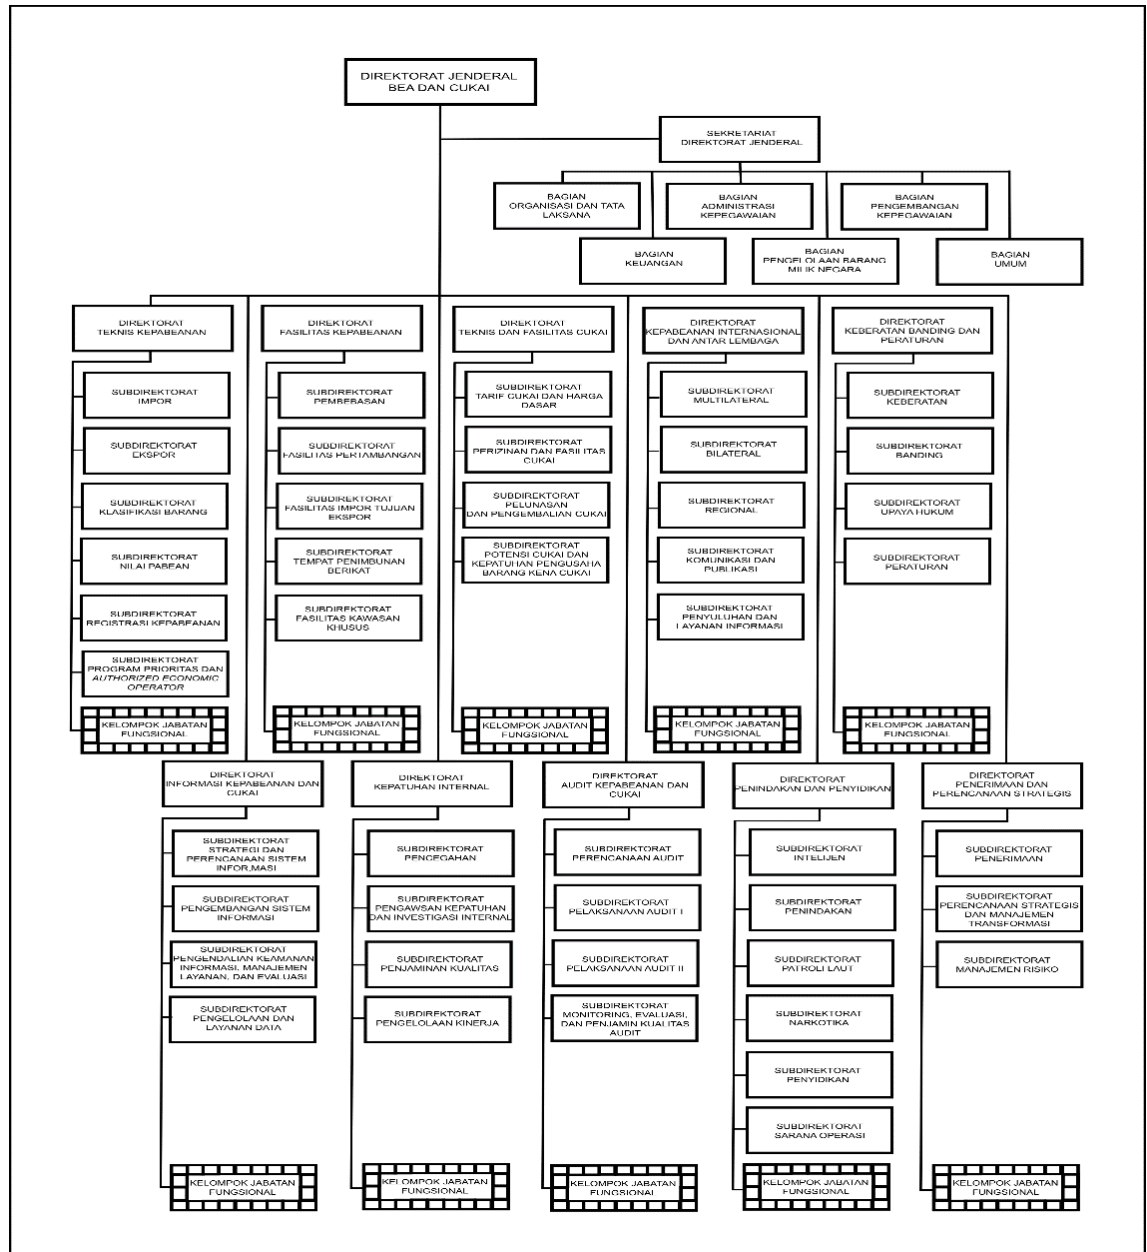 DIREKTORAT JENDERAL
BEA DAN CUKAI
SEKRETARIAT
DIREKTORAT JENDERAL
BAGIAN
ORGANISASI DAN TATA
LAKSANA
BAGIAN
ADMINISTRASI
KEPEGAWAIAN
BAGIAN
PENGEMBANGAN
KEPEGAWAIAN
BAGIAN
KEUANGAN
BAGIAN
PENGELOLAAN BARANG
MILIK NEGARA
BAGIAN
UMUM
DIREKTORAT
TEKNIS KEPABEANAN
SUBDIREKTORAT
IMPOR
SUBDIREKTORAT
EKSPOR
SUBDIREKTORAT
KLASIFIKASI BARANG
SUBDIREKTORAT
NILAI PABEAN
SUBDIREKTORAT
REGISTRASI KEPABEANAN
SUBDIREKTORAT
PROGRAM PRIORITAS DAN
AUTHORIZED ECONOMIC
OPERATOR
KELOMPOK JABATAN
FUNGSIONAL
DIREKTORAT
FASILITAS KEPABEANAN
SUBDIREKTORAT
PEMBEBASAN
SUBDIREKTORAT
FASILITAS PERTAMBANGAN
SUBDIREKTORAT
FASILITAS IMPOR TUJUAN
EKSPOR
SUBDIREKTORAT
TEMPAT PENIMBUNAN
BERIKAT
SUBDIREKTORAT
FASILITAS KAWASAN
KHUSUS
KELOMPOK JABATAN
FUNGSIONAL
DIREKTORAT
TEKNIS DAN FASILITAS CUKAI
SUBDIREKTORAT
TARIF CUKAI DAN HARGA
DASAR
SUBDIREKTORAT
PERIZINAN DAN FASILITAS
CUKAI
SUBDIREKTORAT
PELUNASAN
DAN PENGEMBALIAN CUKAI
SUBDIREKTORAT
POTENSI CUKAI DAN
KEPATUHAN PENGUSAHA
BARANG KENA CUKAI
KELOMPOK JABATAN
FUNGSIONAL
DIREKTORAT
KEPABEANAN INTERNASIONAL
DAN ANTAR LEMBAGA
SUBDIREKTORAT
MULTILATERAL
SUBDIREKTORAT
BILATERAL
SUBDIREKTORAT
REGIONAL
SUBDIREKTORAT
KOMUNIKASI DAN
PUBLIKASI
SUBDIREKTORAT
PENYULUHAN DAN
LAYANAN INFORMASI
KELOMPOK JABATAN
FUNGSIONAL
DIREKTORAT
KEBERATAN BANDING DAN
PERATURAN
SUBDIREKTORAT
KEBERATAN
SUBDIREKTORAT
BANDING
SUBDIREKTORAT
UPAYA HUKUM
SUBDIREKTORAT
PERATURAN
KELOMPOK JABATAN
FUNGSIONAL
DIREKTORAT
INFORMASI KEPABEANAN DAN
CUKAI
SUBDIREKTORAT
STRATEGI DAN
PERENCANAAN SISTEM
INFOR,MASI
SUBDIREKTORAT
PENGEMBANGAN SISTEM
INFORMASI
SUBDIREKTORAT
PENGENDALIAN KEAMANAN
INFORMASI, MANAJEMEN
LAYANAN, DAN EVALUASI
SUBDIREKTORAT
PENGELOLAAN DAN
LAYANAN DATA
KELOMPOK JABATAN
FUNGSIONAL
DIREKTORAT
KEPATUHAN INTERNAL
SUBDIREKTORAT
PENCEGAHAN
SUBDIREKTORAT
PENGAWSAN KEPATUHAN
DAN INVESTIGASI INTERNAL
SUBDIREKTORAT
PENJAMINAN KUALITAS
SUBDIREKTORAT
PENGELOLAAN KINERJA
KELOMPOK JABATAN
FUNGSIONAL
DIREKTORAT
AUDIT KEPABEANAN DAN
CUKAI
SUBDIREKTORAT
PERENCANAAN AUDIT
SUBDIREKTORAT
PELAKSANAAN AUDIT I
SUBDIREKTORAT
PELAKSANAAN AUDIT II
SUBDIREKTORAT
MONITORING, EVALUASI,
DAN PENJAMIN KUALITAS
AUDIT
KELOMPOK JABATAN
FUNGSIONAL
DIREKTORAT
PENINDAKAN DAN PENYIDIKAN
SUBDIREKTORAT
INTELIJEN
SUBDIREKTORAT
PENINDAKAN
SUBDIREKTORAT
PATROLI LAUT
SUBDIREKTORAT
NARKOTIKA
SUBDIREKTORAT
PENYIDIKAN
SUBDIREKTORAT
SARANA OPERASI
KELOMPOK JABATAN
FUNGSIONAL
DIREKTORAT
PENERIMAAN DAN
PERENCANAAN STRATEGIS
SUBDIREKTORAT
PENERIMAAN
SUBDIREKTORAT
PERENCANAAN STRATEGIS
DAN MANAJEMEN
TRANSFORMASI
SUBDIREKTORAT
MANAJEMEN RISIKO
KELOMPOK JABATAN
FUNGSIONAL